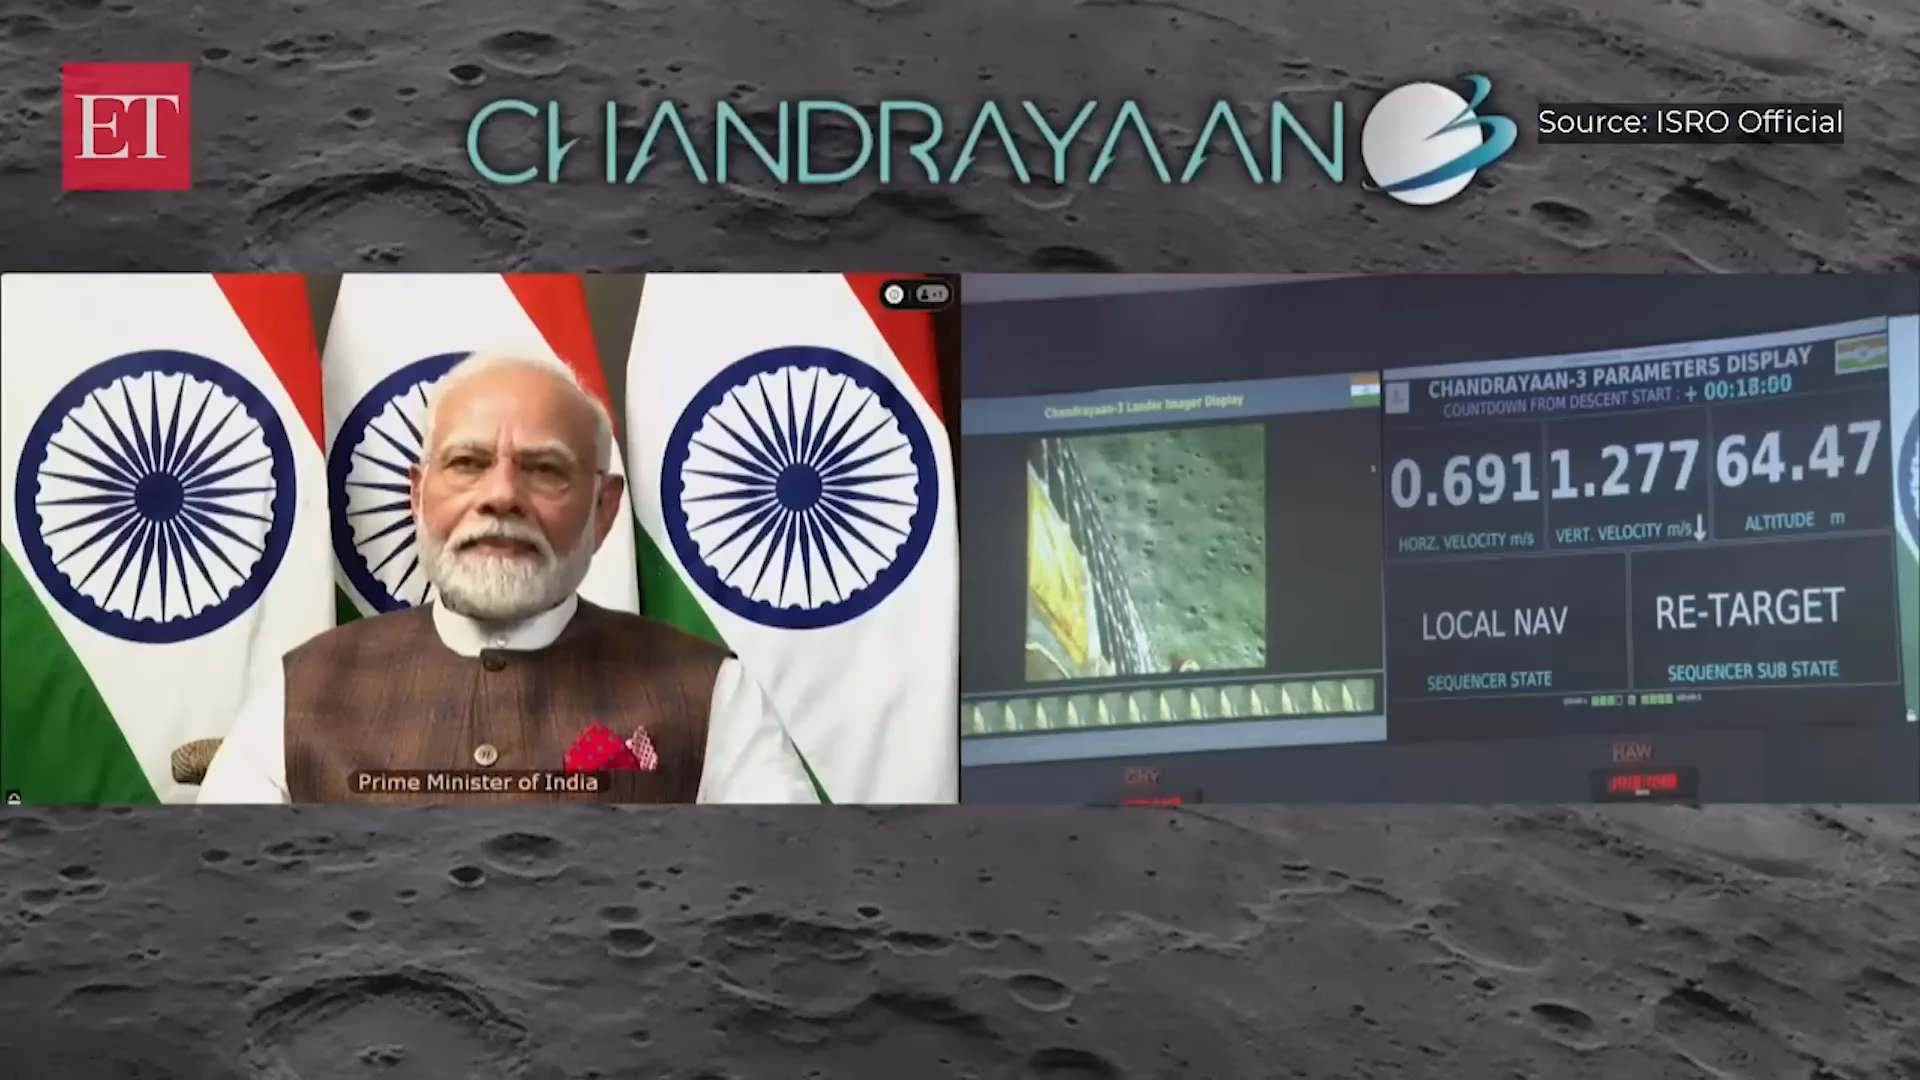 ET
CHANDRAYAAN 3
Source: ISRO Official
Prime Minister of India
Chandrayaan-3 Lander Imager Display
CHANDRAYAAN-3 PARAMETERS DISPLAY
COUNTDOWN FROM DESCENT START : + 00:18:00
0.691 1.277 64.47
HORZ. VELOCITY m/s VERT. VELOCITY m/s ALTITUDE m
LOCAL NAV RE-TARGET
SEQUENCER STATE SEQUENCER SUB STATE
GNY HAW